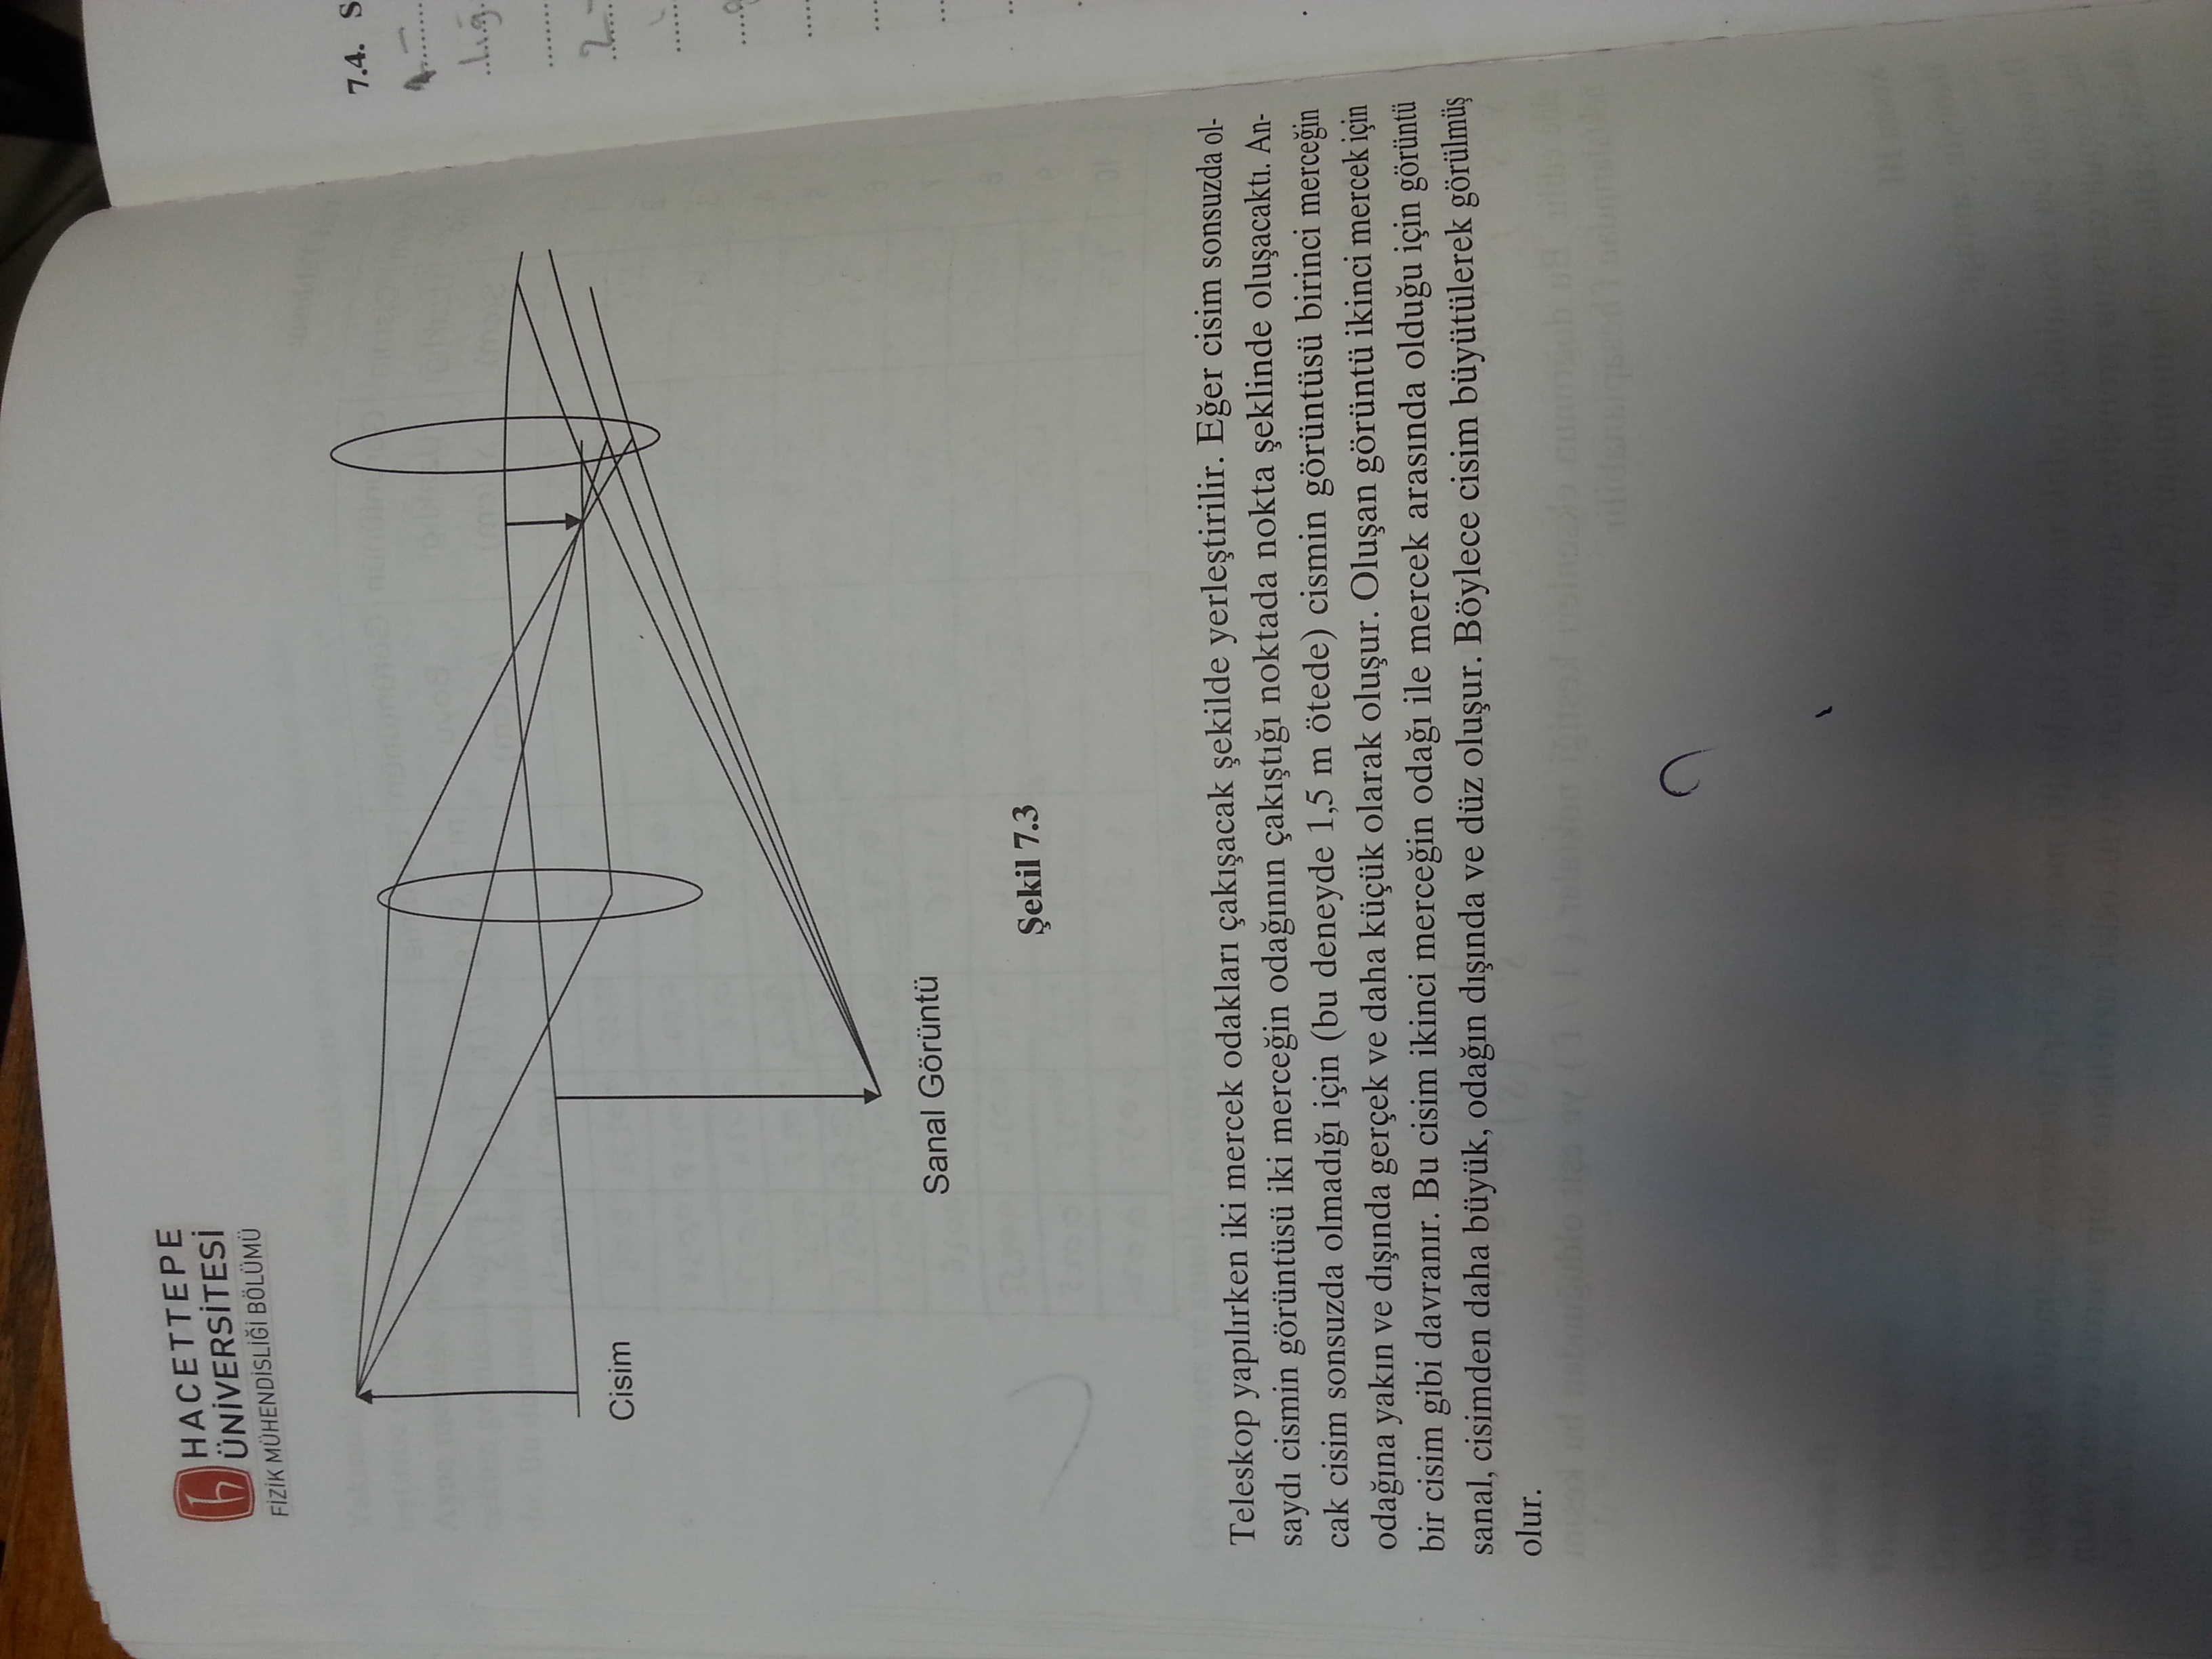 HACETTEPE
ÜNİVERSİTESİ
FİZİK MÜHENDİSLİĞİ BÖLÜMÜ
7.4. S
Cisim
Sanal Görüntü
Şekil 7.3
Teleskop yapılırken iki mercek odakları çakışacak şekilde yerleştirilir. Eğer cisim sonsuzda ol-
saydı cismin görüntüsü iki merceğin odağının çakıştığı noktada nokta şeklinde oluşacaktı. An-
cak cisim sonsuzda olmadığı için (bu deneyde 1,5 m ötede) cismin görüntüsü birinci merceğin
odağına yakın ve dışında gerçek ve daha küçük olarak oluşur. Oluşan görüntü ikinci mercek için
bir cisim gibi davranır. Bu cisim ikinci merceğin odağı ile mercek arasında olduğu için görüntü
sanal, cisimden daha büyük, odağın dışında ve düz oluşur. Böylece cisim büyütülerek görülmüş
olur.